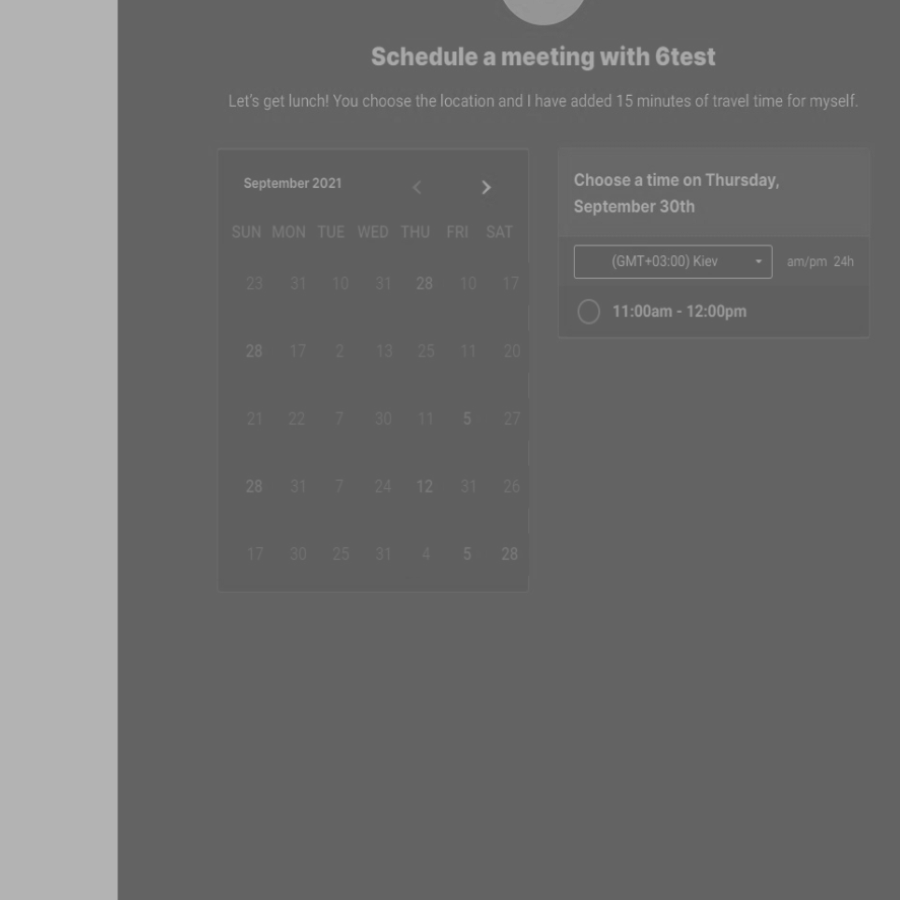 Schedule a meeting with 6test
Let's get lunch! You choose the location and I have added 15 minutes of travel time for myself.
September 2021
SUN MON TUE WED THU FRI SAT
23 31 10 31 28 10 17
28 17 2 13 25 11 20
21 22 7 30 11 5 27
28 31 7 24 12 31 26
17 30 25 31 4 5 28
Choose a time on Thursday,
September 30th
(GMT+03:00) Kiev am/pm 24h
11:00am - 12:00pm